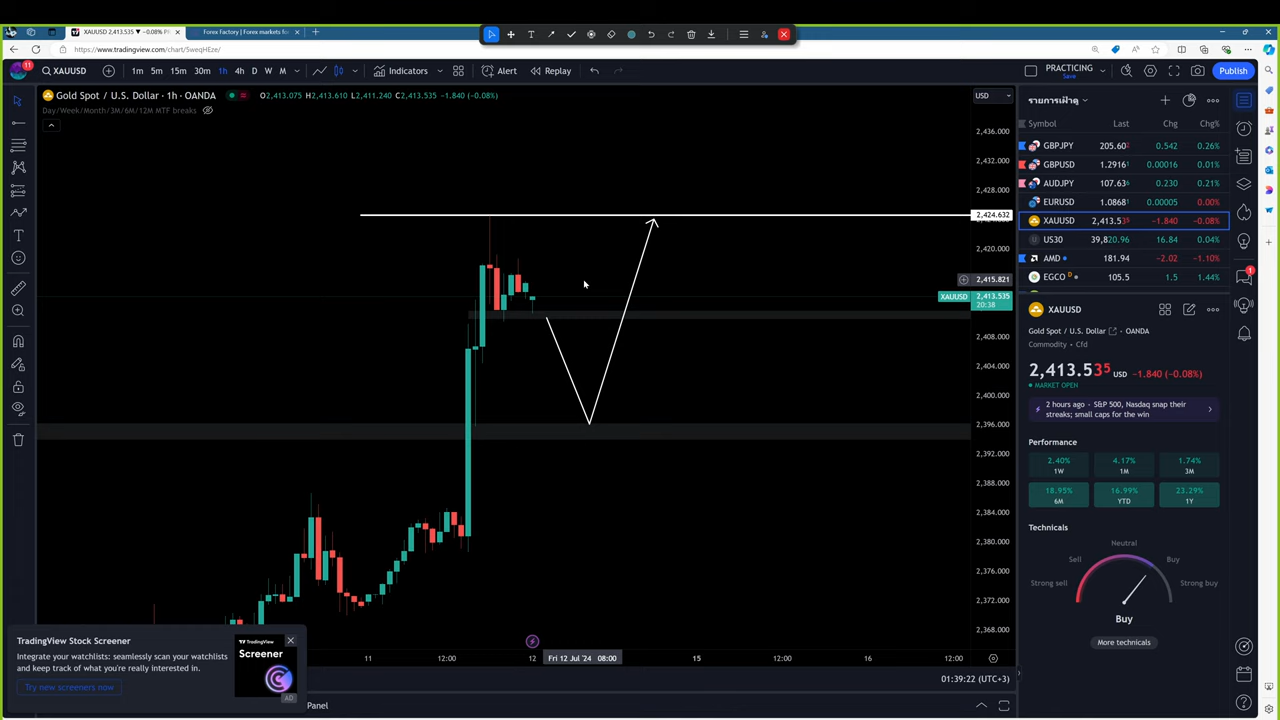 XAUUSD 2,413.535 ▼ −0.08% PR
Forex Factory | Forex markets for
https://www.tradingview.com/chart/5weqHEze/
11
XAUUSD
1m 5m 15m 30m 1h 4h D W M
Indicators
Alert
Replay
PRACTICING
Save
Publish
Gold Spot / U.S. Dollar · 1h · OANDA
O2,413.075 H2,413.610 L2,411.240 C2,413.535 −1.840 (−0.08%)
Day/Week/Month/3M/6M/12M MTF breaks
USD
2,436.000
2,432.000
2,428.000
2,424.632
2,420.000
2,415.821
XAUUSD 2,413.535
20:38
2,408.000
2,404.000
2,400.000
2,396.000
2,392.000
2,388.000
2,384.000
2,380.000
2,376.000
2,372.000
2,368.000
11 12:00 12 Fri 12 Jul '24 08:00 15 12:00 16 12:00
01:39:22 (UTC+3)
Panel
TradingView Stock Screener
Integrate your watchlists: seamlessly scan your watchlists
and keep track of what you're really interested in.
Try new screeners now
TradingView
Screener
AD
รายการเฝ้าดู
Symbol Last Chg Chg%
GBPJPY 205.60² 0.542 0.26%
GBPUSD 1.2916¹ 0.00016 0.01%
AUDJPY 107.63⁶ 0.230 0.21%
EURUSD 1.0868¹ 0.00005 0.00%
XAUUSD 2,413.535 −1.840 −0.08%
US30 39,820.96 16.84 0.04%
AMD 181.94 −2.02 −1.10%
EGCO D 105.5 1.5 1.44%
1
XAUUSD
Gold Spot / U.S. Dollar OANDA
Commodity • Cfd
2,413.535 USD −1.840 (−0.08%)
MARKET OPEN
2 hours ago • S&P 500, Nasdaq snap their
streaks; small caps for the win
Performance
2.40% 4.17% 1.74%
1W 1M 3M
18.95% 16.99% 23.29%
6M YTD 1Y
Technicals
Neutral
Sell Buy
Strong sell Strong buy
Buy
More technicals